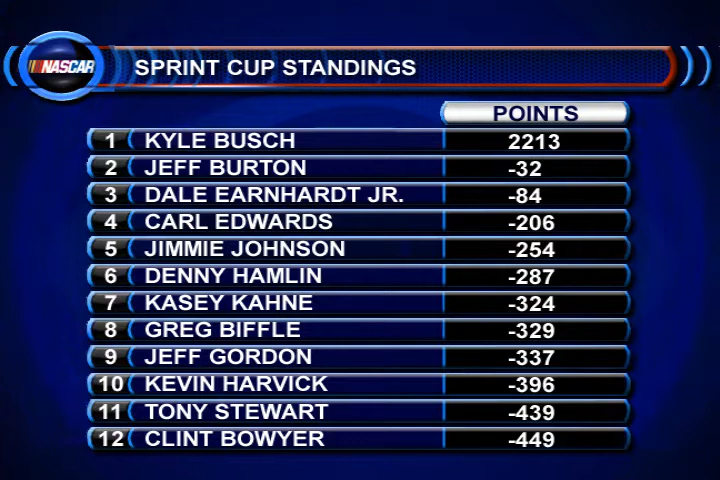 NASCAR
SPRINT CUP STANDINGS
POINTS
1 KYLE BUSCH 2213
2 JEFF BURTON -32
3 DALE EARNHARDT JR. -84
4 CARL EDWARDS -206
5 JIMMIE JOHNSON -254
6 DENNY HAMLIN -287
7 KASEY KAHNE -324
8 GREG BIFFLE -329
9 JEFF GORDON -337
10 KEVIN HARVICK -396
11 TONY STEWART -439
12 CLINT BOWYER -449